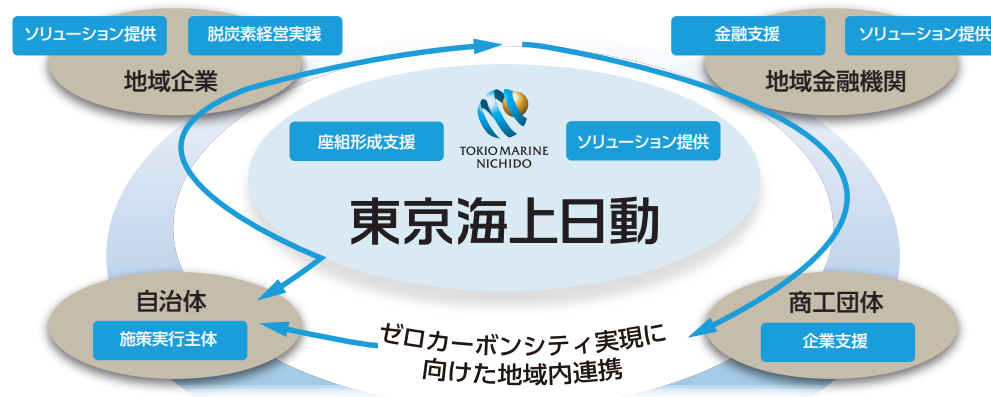 ソリューション提供
脱炭素経営実践
地域企業
金融支援
ソリューション提供
地域金融機関
座組形成支援
TOKIO MARINE
NICHIDO
ソリューション提供
東京海上日動
自治体
施策実行主体
商工団体
企業支援
ゼロカーボンシティ実現に
向けた地域内連携